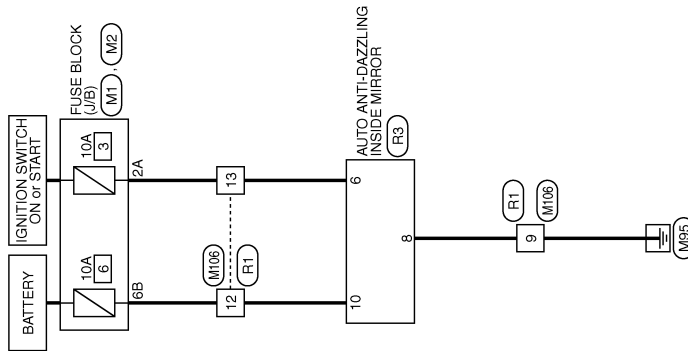 BATTERY
IGNITION SWITCH
ON or START
FUSE BLOCK
(J/B)
M1 , M2
10A
6
10A
3
6B
2A
M106
12
R1
13
10
6
AUTO ANTI-DAZZLING
INSIDE MIRROR
R3
8
R1
9
M106
M95